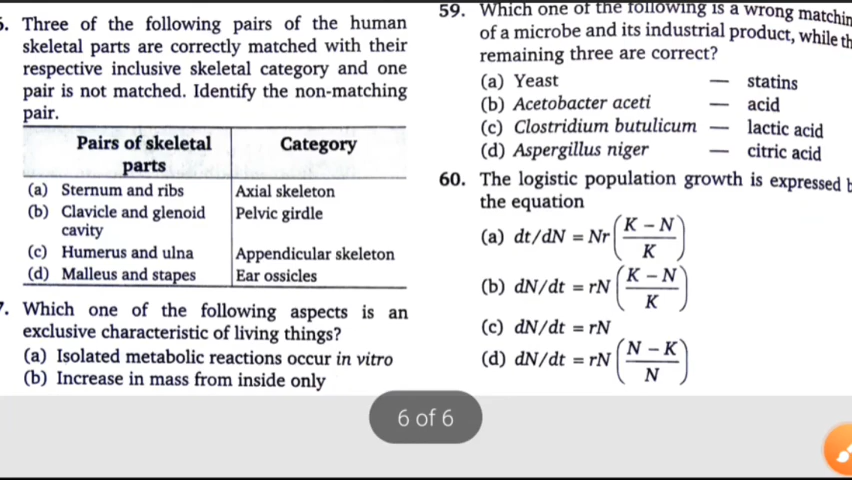 Three of the following pairs of the human
skeletal parts are correctly matched with their
respective inclusive skeletal category and one
pair is not matched. Identify the non-matching
pair.
Pairs of skeletal parts | Category
(a) Sternum and ribs | Axial skeleton
(b) Clavicle and glenoid cavity | Pelvic girdle
(c) Humerus and ulna | Appendicular skeleton
(d) Malleus and stapes | Ear ossicles
Which one of the following aspects is an
exclusive characteristic of living things?
(a) Isolated metabolic reactions occur in vitro
(b) Increase in mass from inside only
59. Which one of the following is a wrong matchin
of a microbe and its industrial product, while th
remaining three are correct?
(a) Yeast — statins
(b) Acetobacter aceti — acid
(c) Clostridium butulicum — lactic acid
(d) Aspergillus niger — citric acid
60. The logistic population growth is expressed b
the equation
(a) dt/dN = Nr((K – N)/K)
(b) dN/dt = rN((K – N)/K)
(c) dN/dt = rN
(d) dN/dt = rN((N – K)/N)
6 of 6